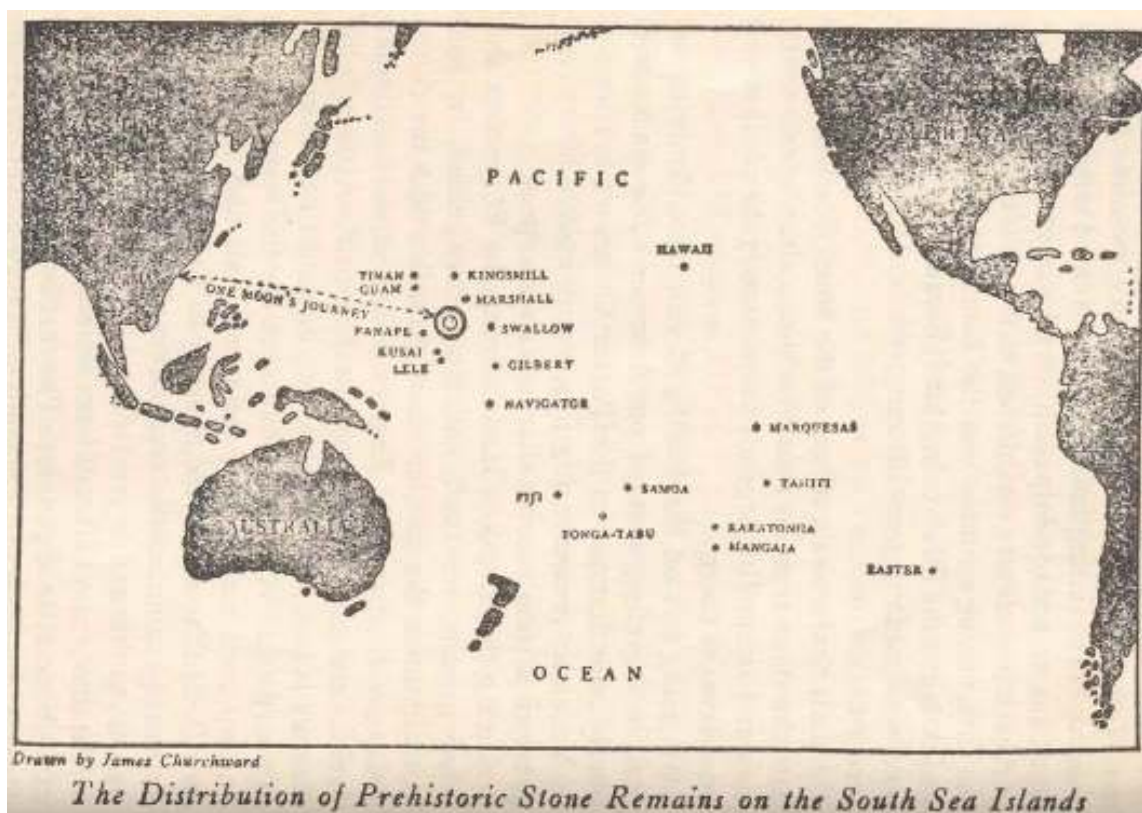 AMERICA
PACIFIC
HAWAII
TINIAN
KINGSMILL
GUAM
ONE MOON'S JOURNEY
MARSHALL
SWALLOW
PANAPE
KUSAI
LELE
GILBERT
NAVIGATOR
MARQUESAS
FIJI
SAMOA
TAHITI
AUSTRALIA
TONGA-TABU
RARATONGA
MANGAIA
EASTER
OCEAN
Drawn by James Churchward
The Distribution of Prehistoric Stone Remains on the South Sea Islands